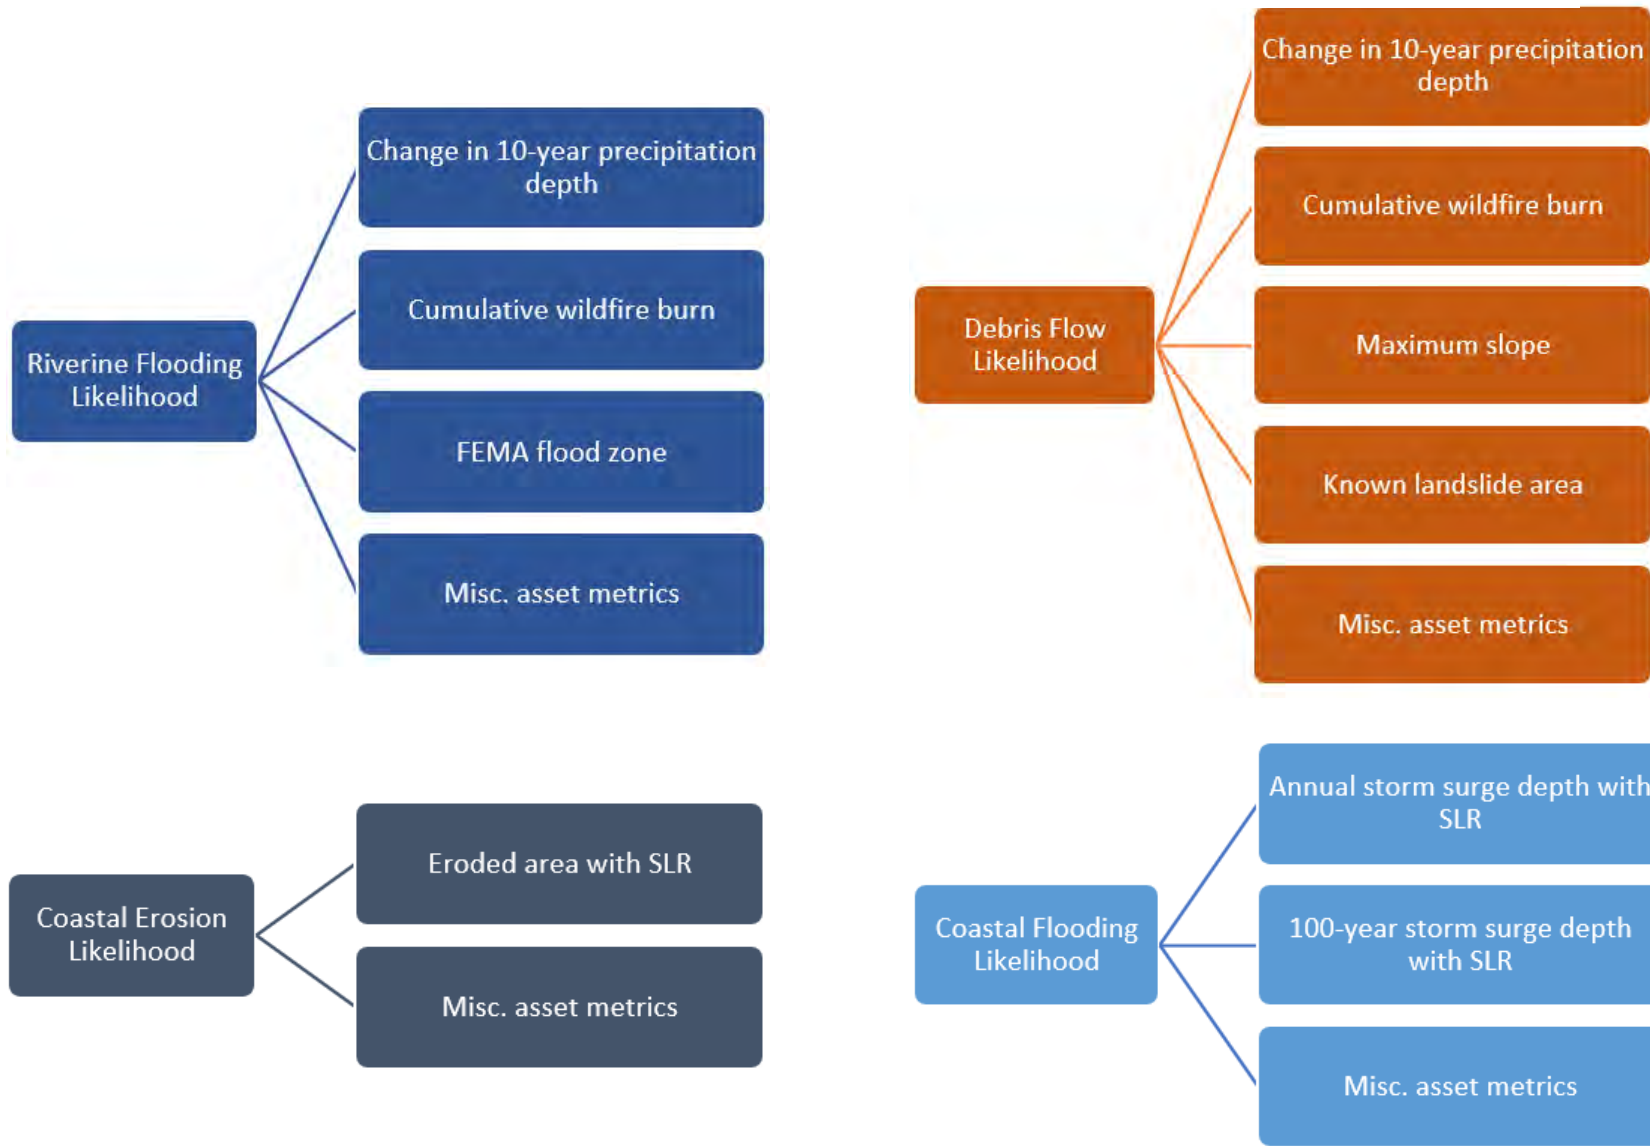 Riverine Flooding
Likelihood
Change in 10-year precipitation
depth
Cumulative wildfire burn
FEMA flood zone
Misc. asset metrics
Debris Flow
Likelihood
Change in 10-year precipitation
depth
Cumulative wildfire burn
Maximum slope
Known landslide area
Misc. asset metrics
Coastal Erosion
Likelihood
Eroded area with SLR
Misc. asset metrics
Coastal Flooding
Likelihood
Annual storm surge depth with
SLR
100-year storm surge depth
with SLR
Misc. asset metrics